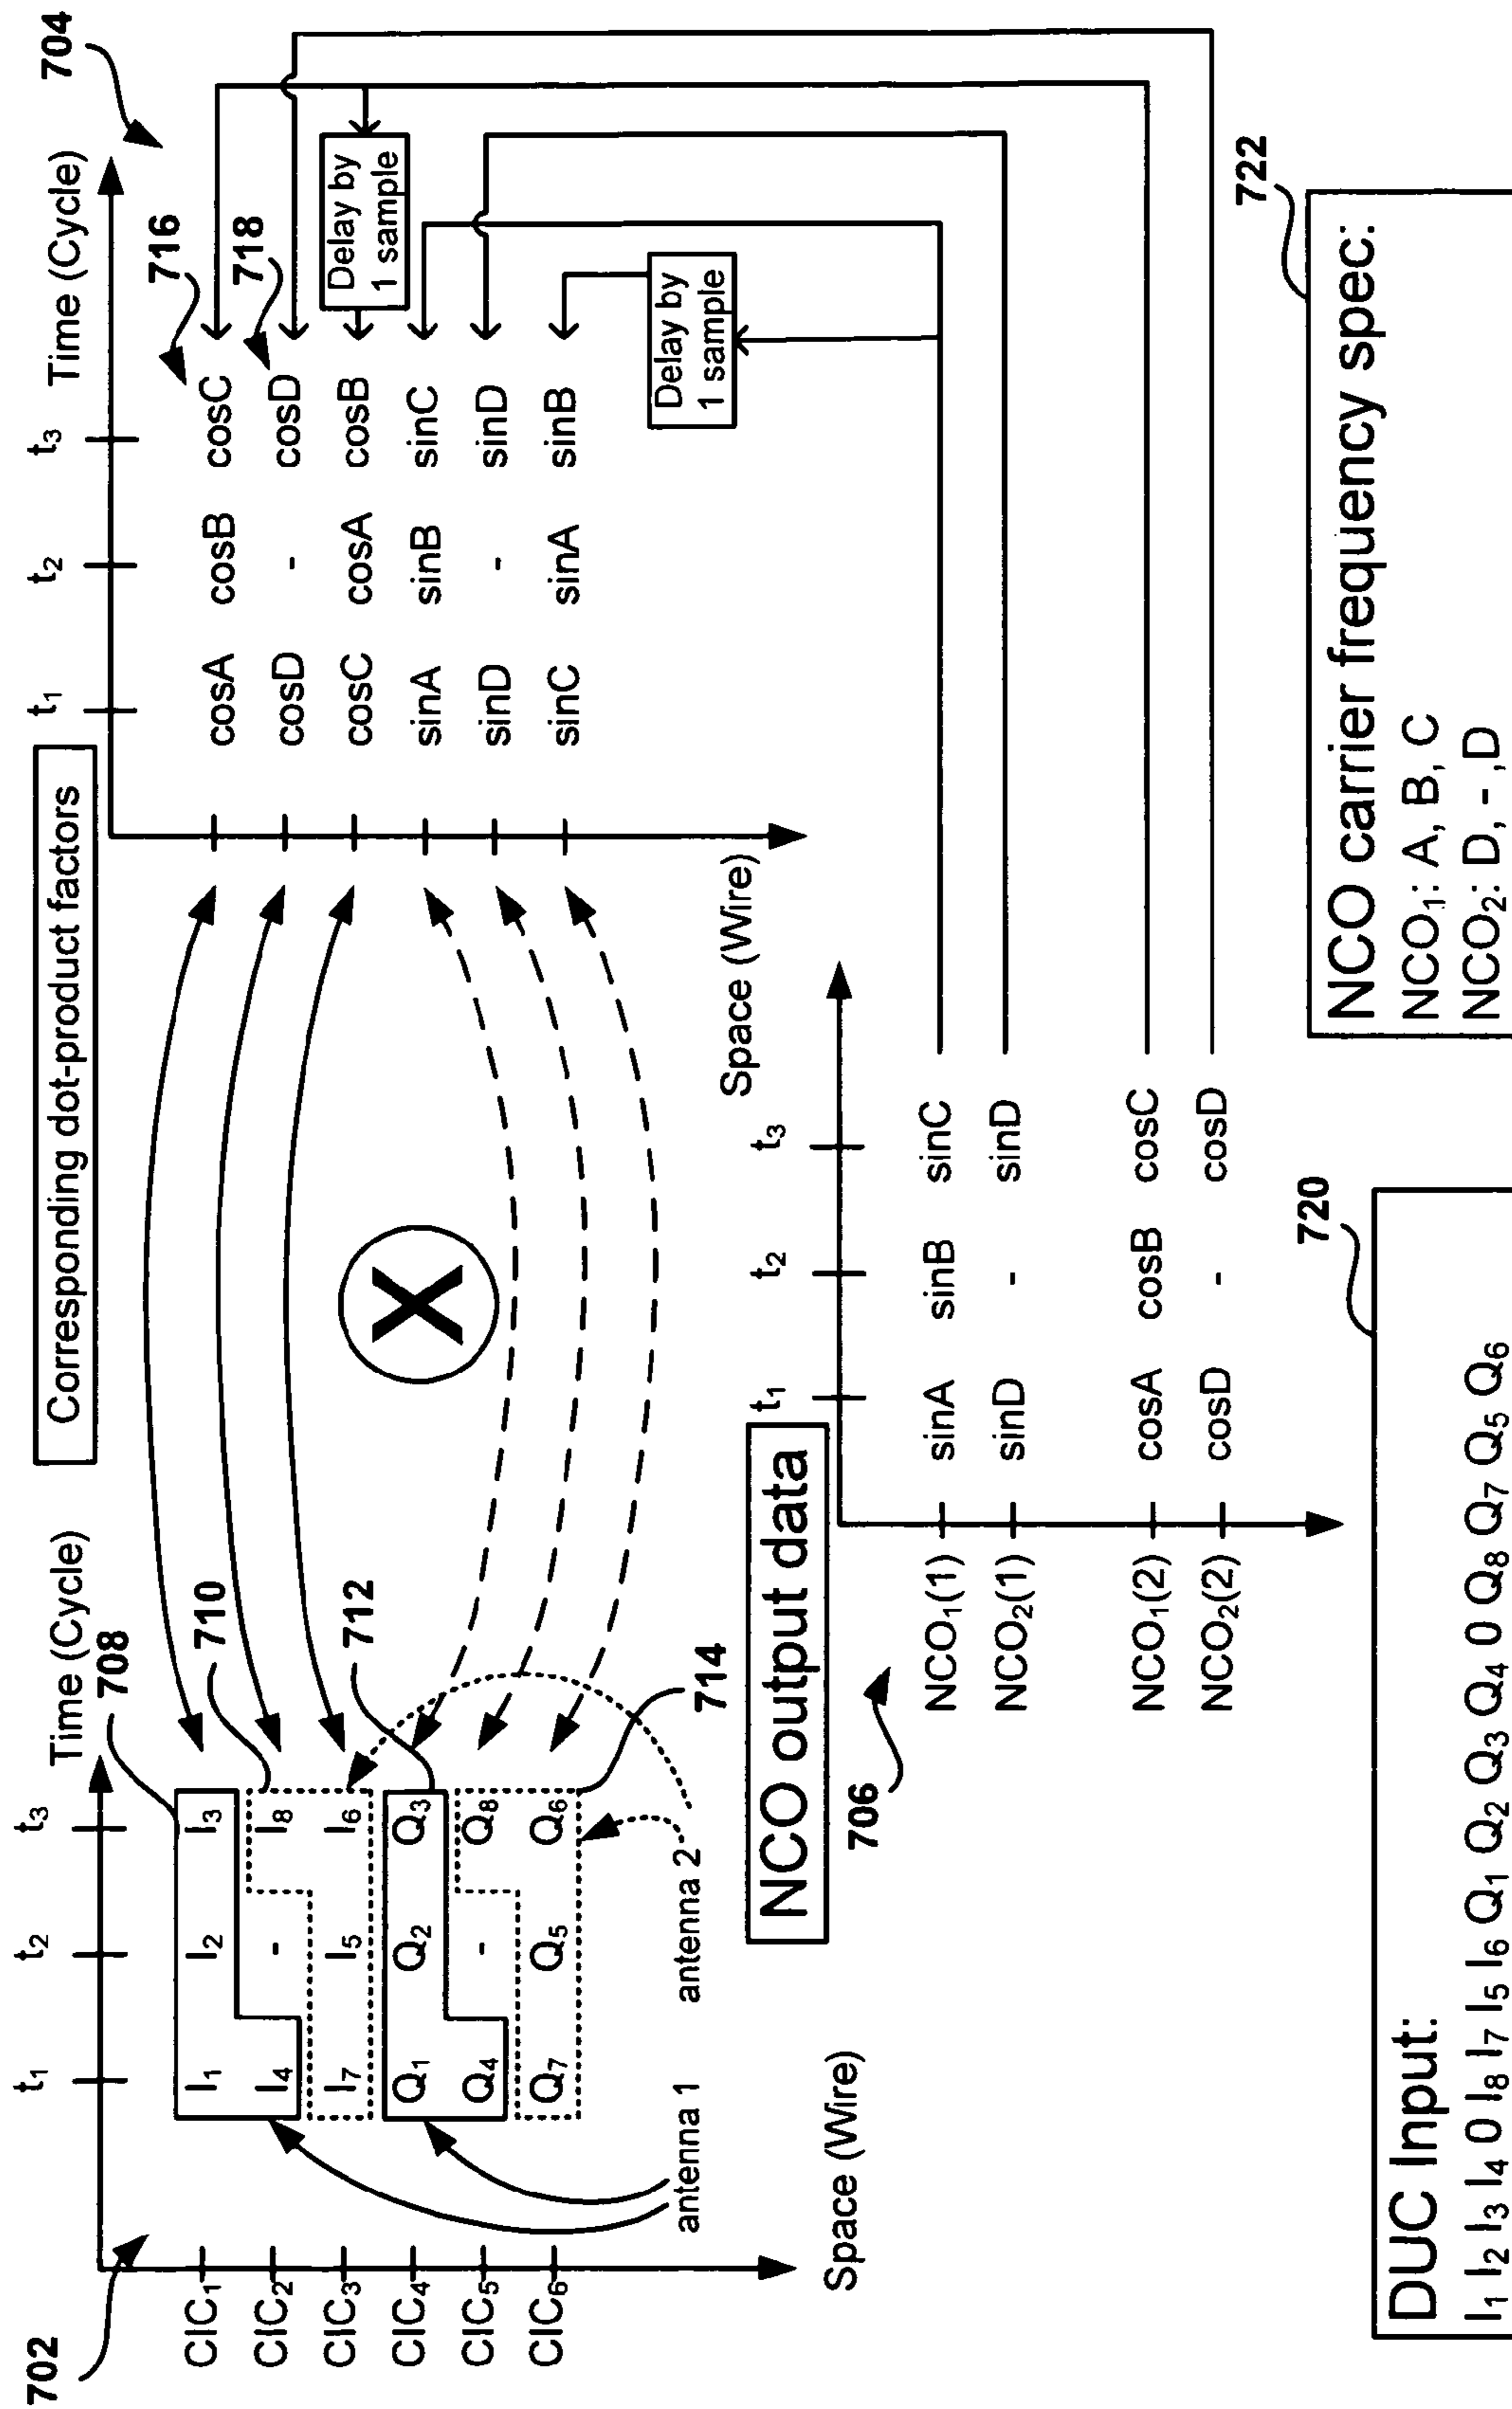 702
Time (Cycle)
t1 t2 t3
708
710
712
714
CIC1 I1 I2 I3
CIC2 I4 - I8
CIC3 I7 I5 I6
CIC4 Q1 Q2 Q3
CIC5 Q4 - Q8
CIC6 Q7 Q5 Q6
antenna 1
antenna 2
Space (Wire)
Corresponding dot-product factors
X
704
Time (Cycle)
t1 t2 t3
716
718
cosA cosB cosC
cosD - cosD
cosC cosA cosB
sinA sinB sinC
sinD - sinD
sinC sinA sinB
Delay by
1 sample
Delay by
1 sample
Space (Wire)
NCO output data
706
t1 t2 t3
NCO1(1) sinA sinB sinC
NCO2(1) sinD - sinD
NCO1(2) cosA cosB cosC
NCO2(2) cosD - cosD
720
DUC Input:
I1 I2 I3 I4 0 I8 I7 I5 I6 Q1 Q2 Q3 Q4 0 Q8 Q7 Q5 Q6
722
NCO carrier frequency spec:
NCO1: A, B, C
NCO2: D, - ,D